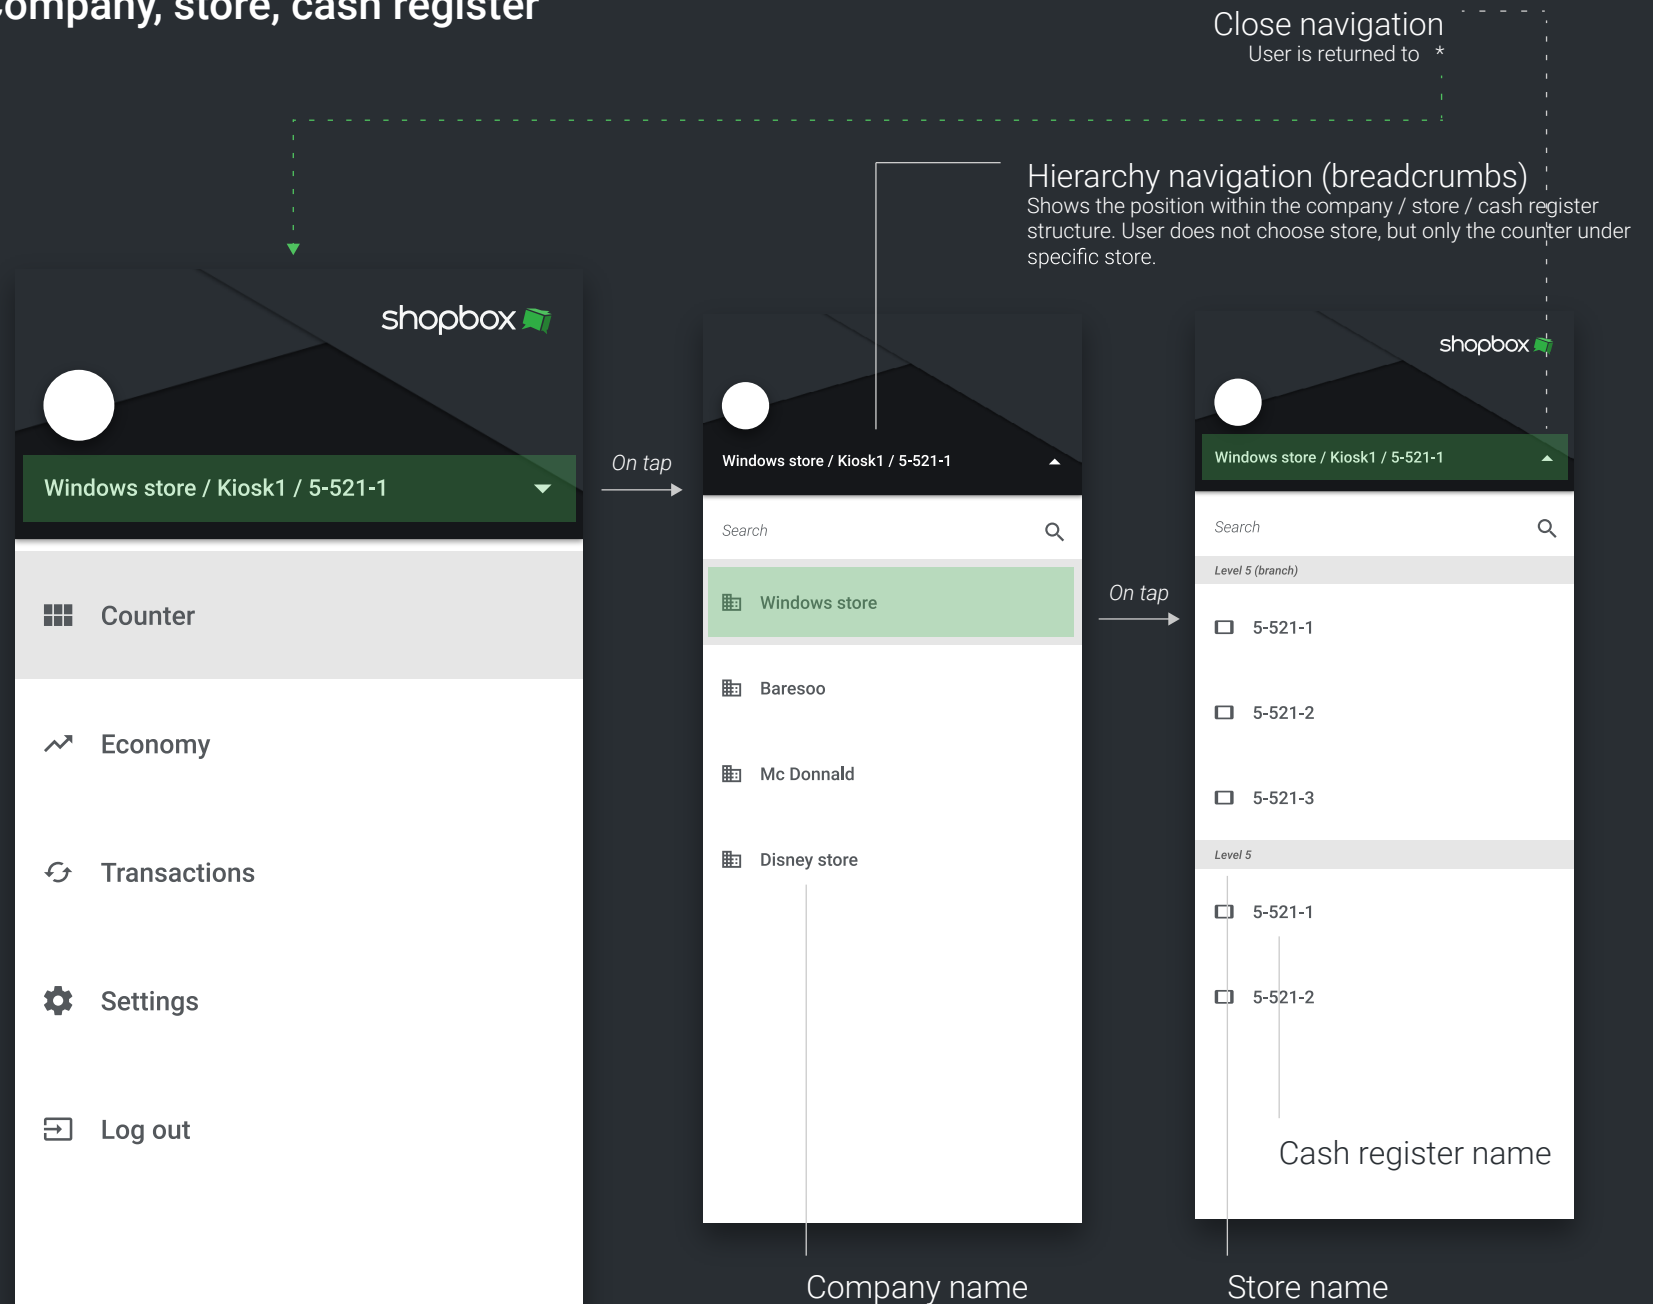 Company, store, cash register
Close navigation
User is returned to *
Hierarchy navigation (breadcrumbs)
Shows the position within the company / store / cash register
structure. User does not choose store, but only the counter under
specific store.
shopbox
Windows store / Kiosk1 / 5-521-1
Counter
Economy
Transactions
Settings
Log out
On tap
Windows store / Kiosk1 / 5-521-1
Search
Windows store
Baresoo
Mc Donnald
Disney store
Company name
On tap
shopbox
Windows store / Kiosk1 / 5-521-1
Search
Level 5 (branch)
5-521-1
5-521-2
5-521-3
Level 5
5-521-1
5-521-2
Cash register name
Store name